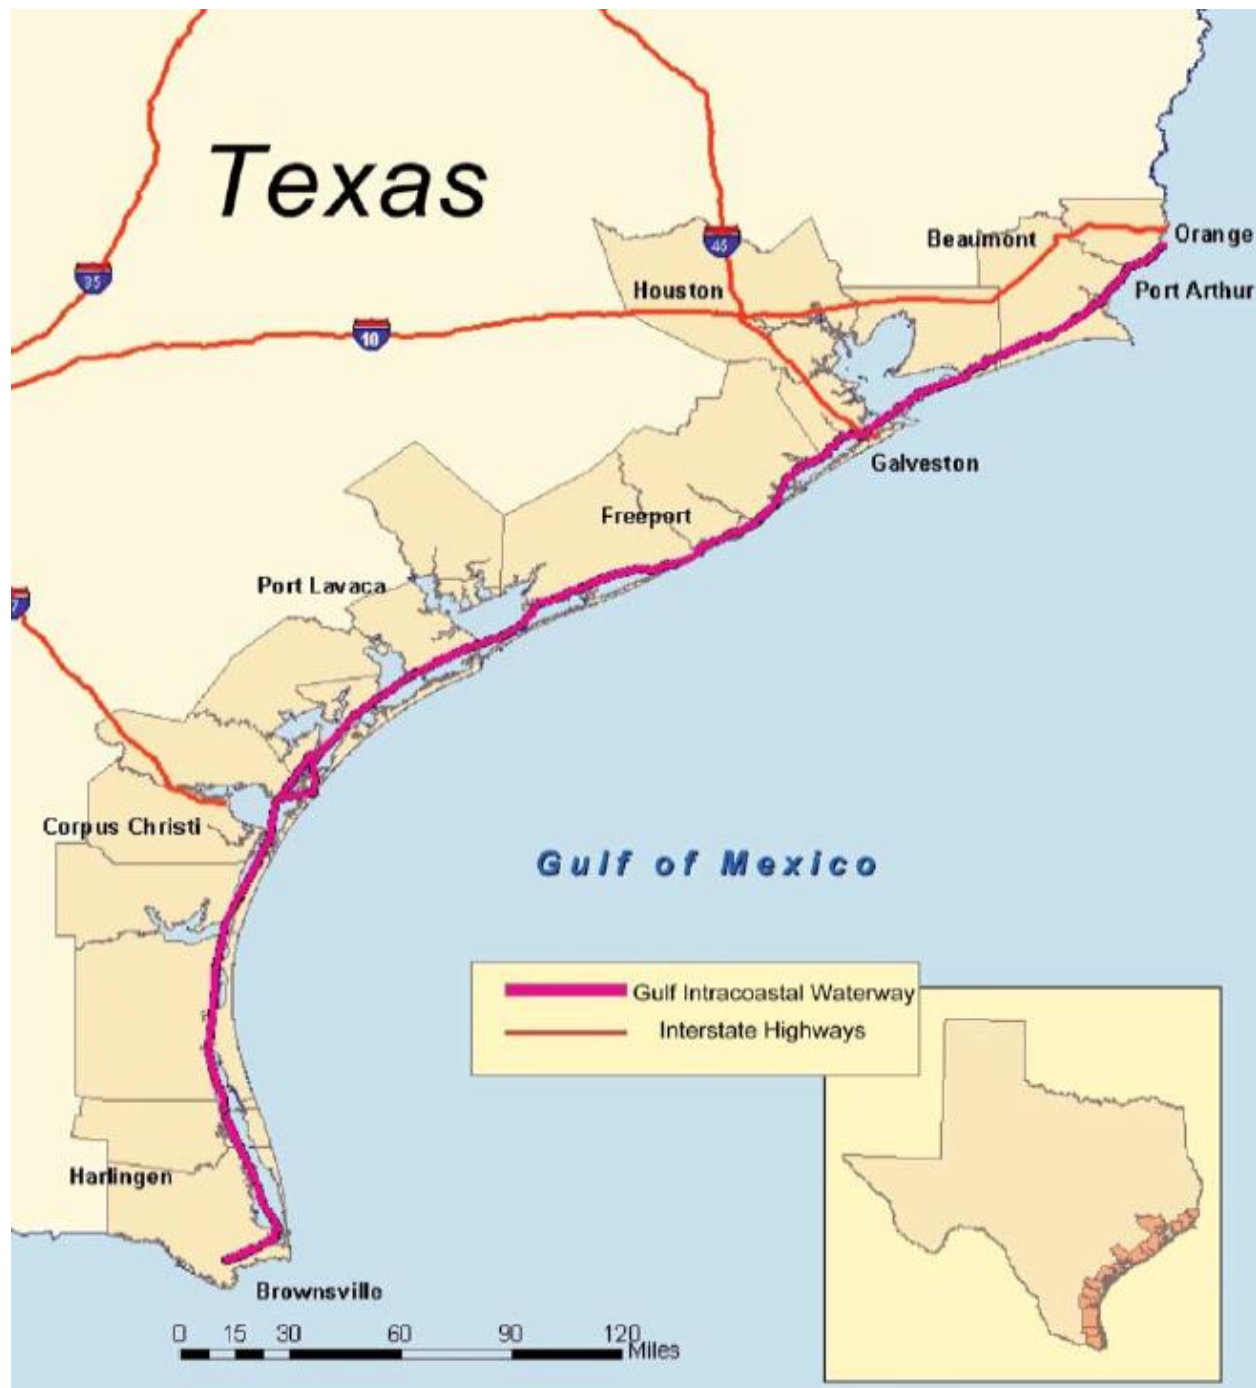 Texas
45
Orange
Beaumont
35
Houston
Port Arthur
10
Galveston
Freeport
Port Lavaca
Corpus Christi
Gulf of Mexico
Gulf Intracoastal Waterway
Interstate Highways
Harlingen
Brownsville
0 15 30 60 90 120
Miles